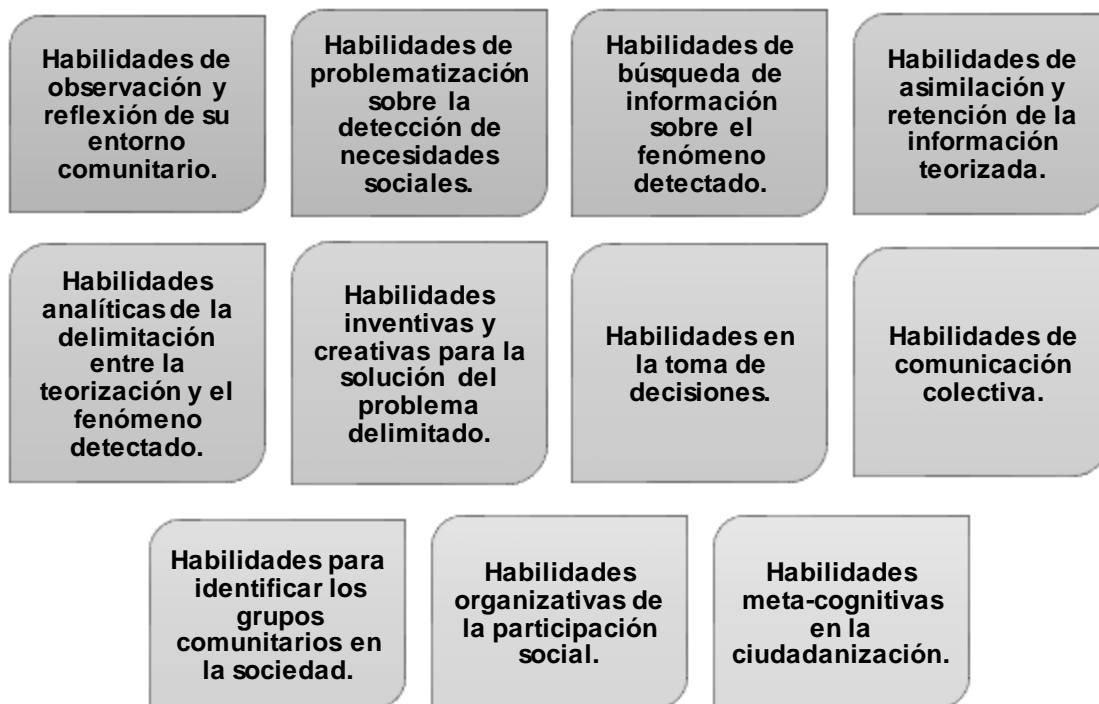 Habilidades de
observación y
reflexión de su
entorno
comunitario.
Habilidades de
problematización
sobre la
detección de
necesidades
sociales.
Habilidades de
búsqueda de
información
sobre el
fenómeno
detectado.
Habilidades de
asimilación y
retención de la
información
teorizada.
Habilidades
analíticas de la
delimitación
entre la
teorización y el
fenómeno
detectado.
Habilidades
inventivas y
creativas para la
solución del
problema
delimitado.
Habilidades en
la toma de
decisiones.
Habilidades de
comunicación
colectiva.
Habilidades para
identificar los
grupos
comunitarios en
la sociedad.
Habilidades
organizativas de
la participación
social.
Habilidades
meta-cognitivas
en la
ciudadanización.